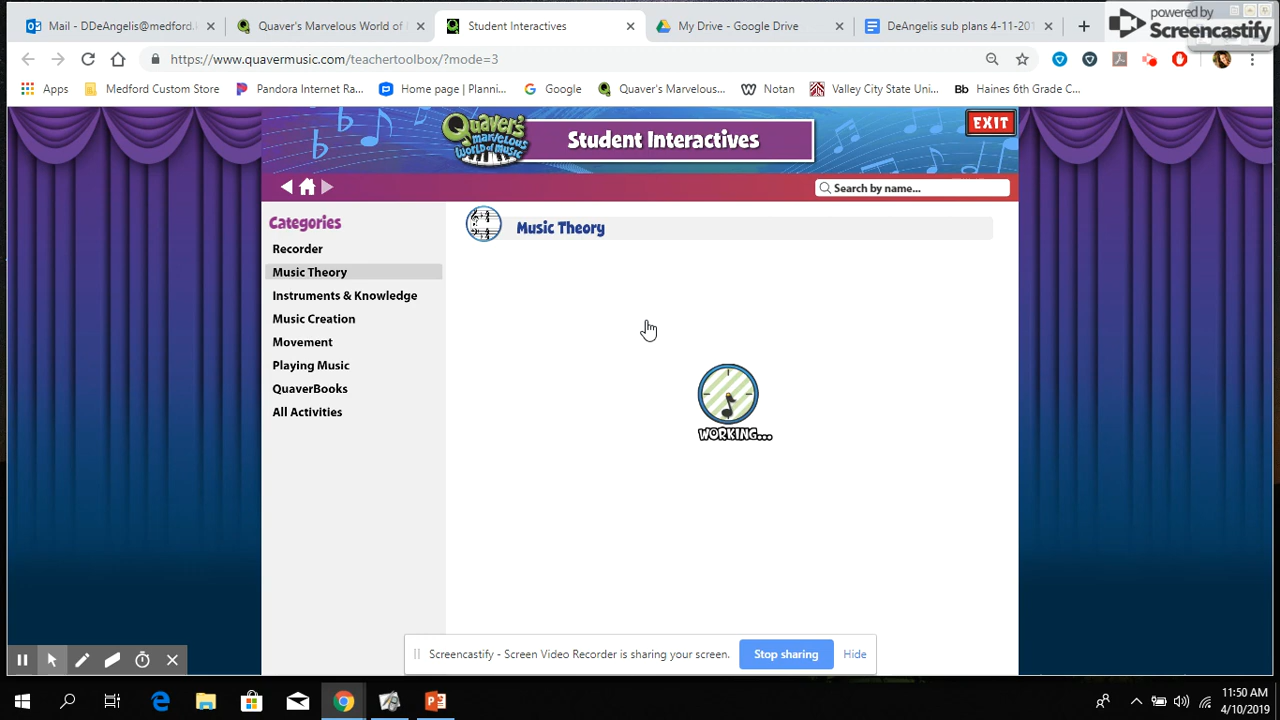 Mail - DDeAngelis@medford.
Quaver's Marvelous World of
Student Interactives
My Drive - Google Drive
DeAngelis sub plans 4-11-201
powered by
Screencastify
https://www.quavermusic.com/teachertoolbox/?mode=3
Apps
Medford Custom Store
Pandora Internet Ra...
Home page | Planni...
Google
Quaver's Marvelous...
Notan
Valley City State Uni...
Bb Haines 6th Grade C...
Quaver's
marvelous
World of Music
Student Interactives
EXIT
Search by name...
Categories
Recorder
Music Theory
Instruments & Knowledge
Music Creation
Movement
Playing Music
QuaverBooks
All Activities
Music Theory
WORKING...
Screencastify - Screen Video Recorder is sharing your screen.
Stop sharing
Hide
11:50 AM
4/10/2019